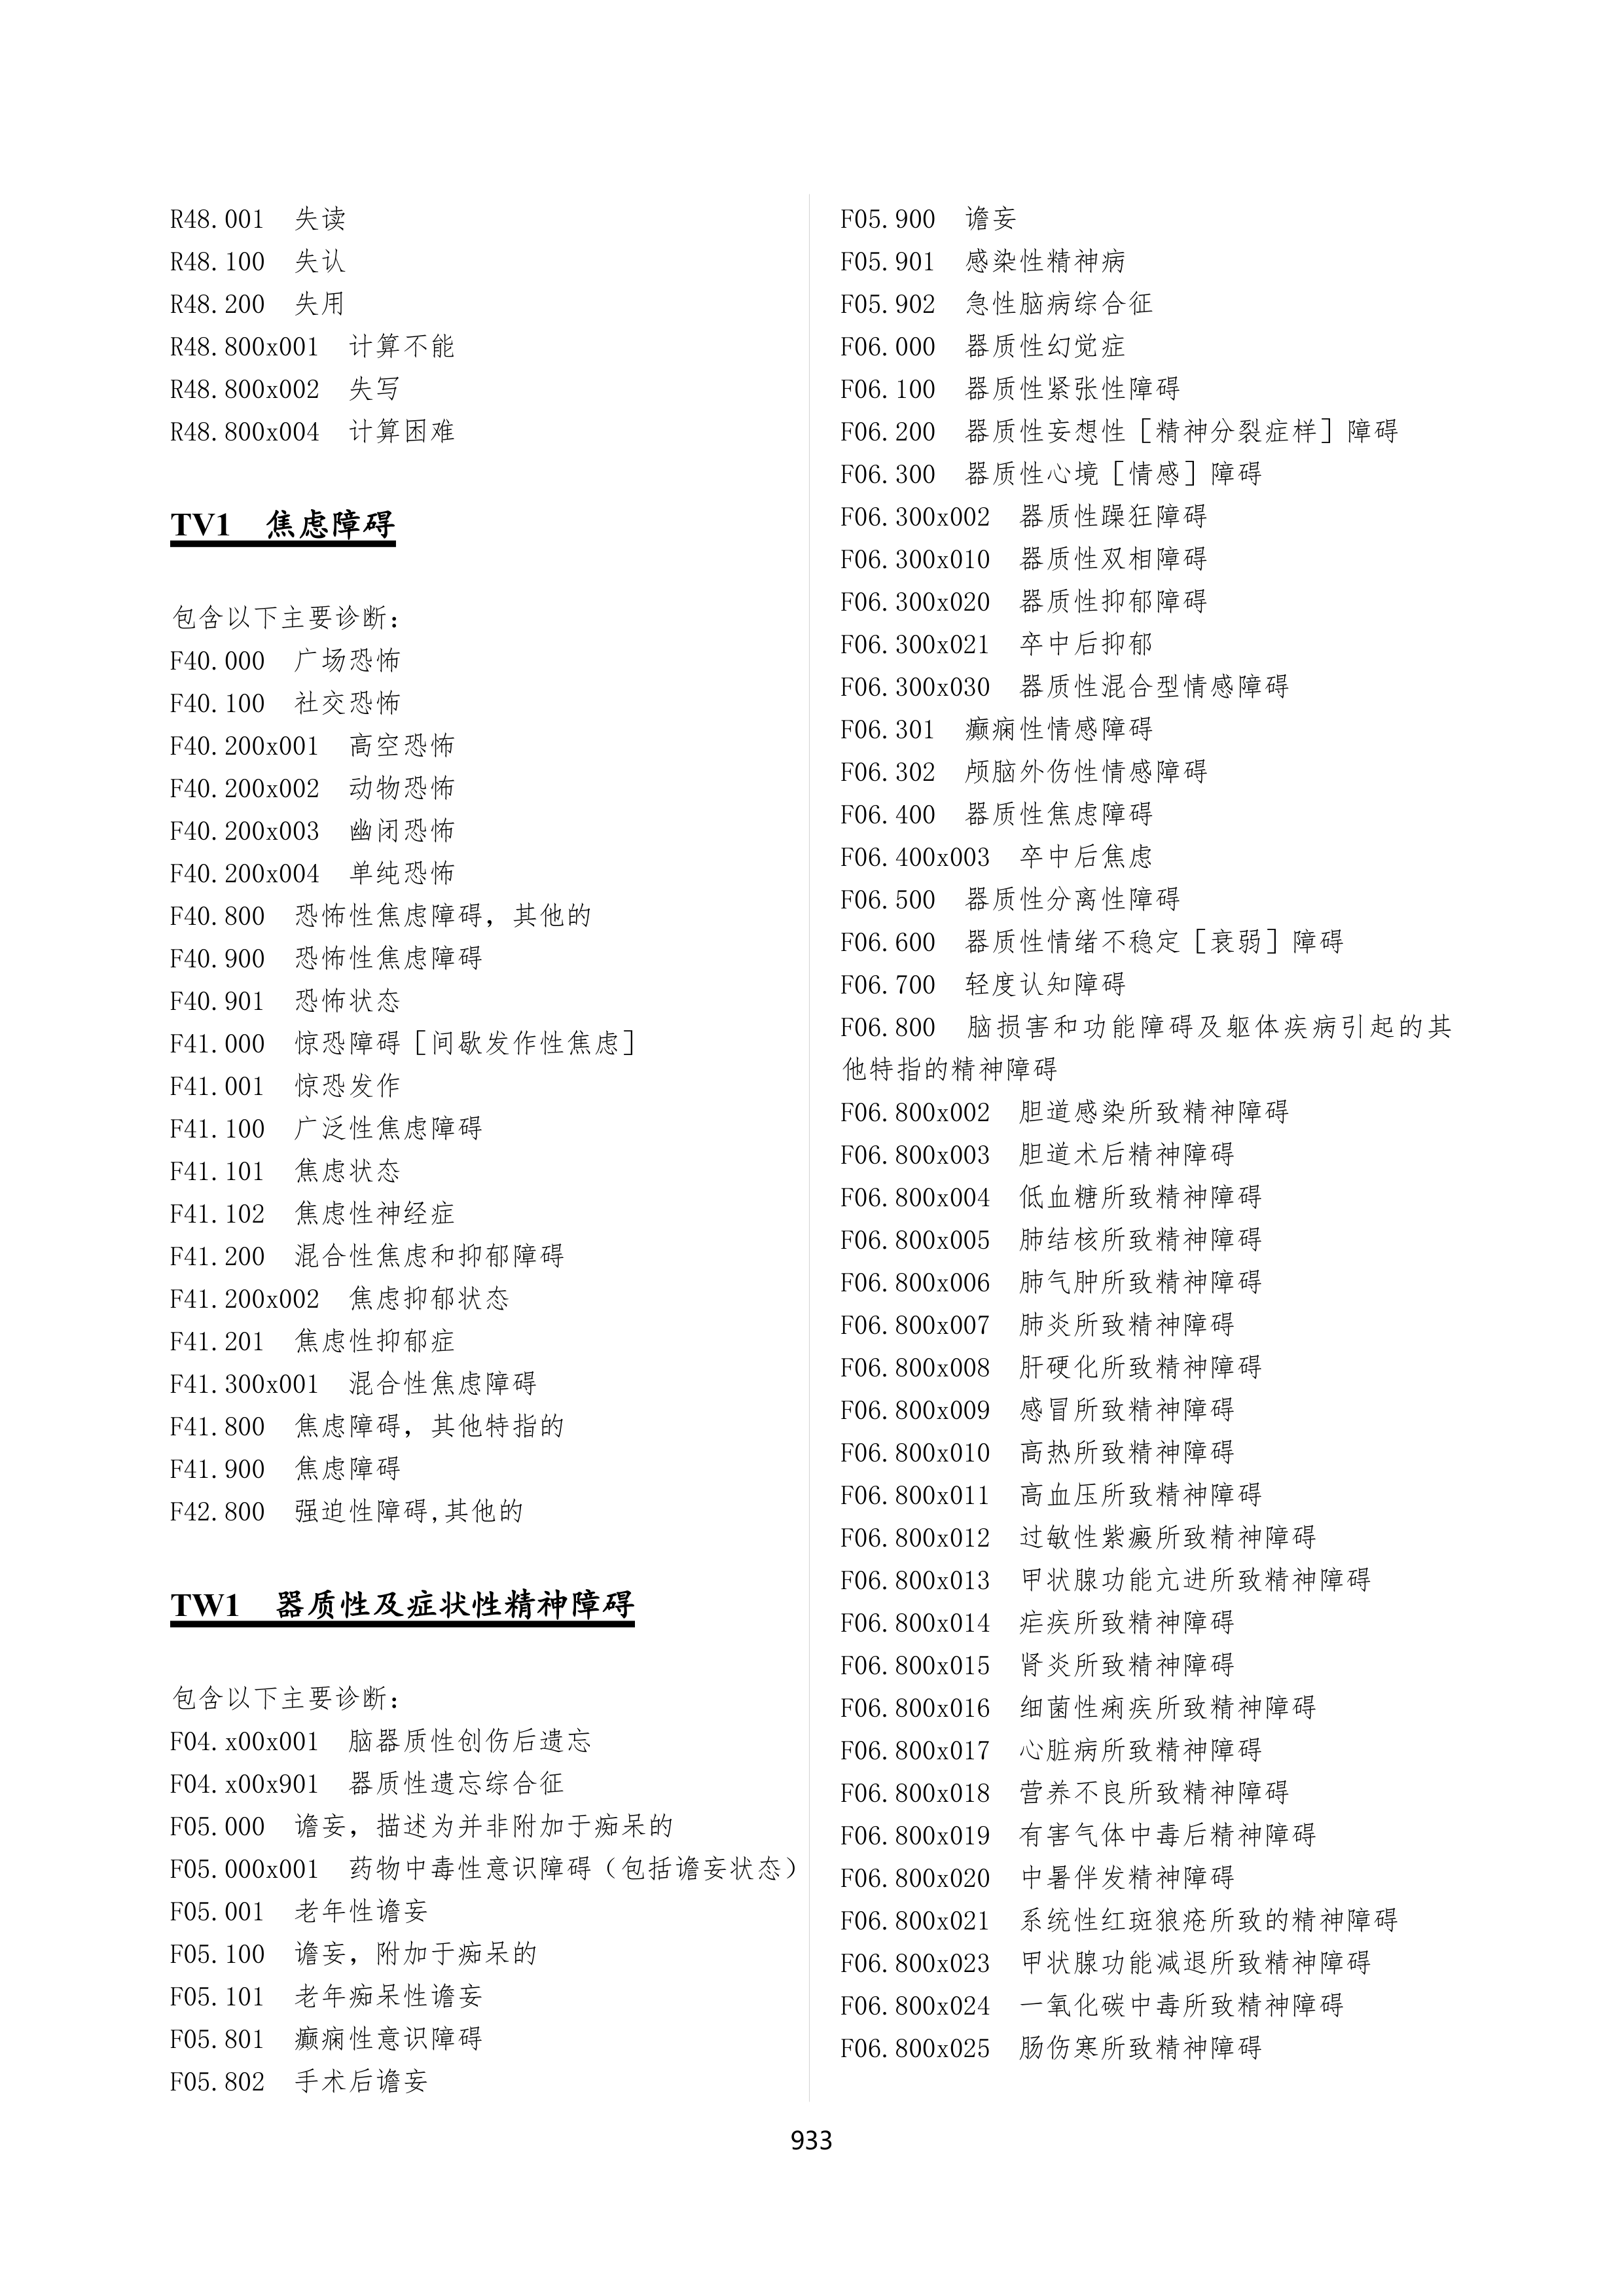 R48.001　失读
R48.100　失认
R48.200　失用
R48.800x001　计算不能
R48.800x002　失写
R48.800x004　计算困难
TV1　焦虑障碍
包含以下主要诊断：
F40.000　广场恐怖
F40.100　社交恐怖
F40.200x001　高空恐怖
F40.200x002　动物恐怖
F40.200x003　幽闭恐怖
F40.200x004　单纯恐怖
F40.800　恐怖性焦虑障碍，其他的
F40.900　恐怖性焦虑障碍
F40.901　恐怖状态
F41.000　惊恐障碍［间歇发作性焦虑］
F41.001　惊恐发作
F41.100　广泛性焦虑障碍
F41.101　焦虑状态
F41.102　焦虑性神经症
F41.200　混合性焦虑和抑郁障碍
F41.200x002　焦虑抑郁状态
F41.201　焦虑性抑郁症
F41.300x001　混合性焦虑障碍
F41.800　焦虑障碍，其他特指的
F41.900　焦虑障碍
F42.800　强迫性障碍,其他的
TW1　器质性及症状性精神障碍
包含以下主要诊断：
F04.x00x001　脑器质性创伤后遗忘
F04.x00x901　器质性遗忘综合征
F05.000　谵妄，描述为并非附加于痴呆的
F05.000x001　药物中毒性意识障碍（包括谵妄状态）
F05.001　老年性谵妄
F05.100　谵妄，附加于痴呆的
F05.101　老年痴呆性谵妄
F05.801　癫痫性意识障碍
F05.802　手术后谵妄
F05.900　谵妄
F05.901　感染性精神病
F05.902　急性脑病综合征
F06.000　器质性幻觉症
F06.100　器质性紧张性障碍
F06.200　器质性妄想性［精神分裂症样］障碍
F06.300　器质性心境［情感］障碍
F06.300x002　器质性躁狂障碍
F06.300x010　器质性双相障碍
F06.300x020　器质性抑郁障碍
F06.300x021　卒中后抑郁
F06.300x030　器质性混合型情感障碍
F06.301　癫痫性情感障碍
F06.302　颅脑外伤性情感障碍
F06.400　器质性焦虑障碍
F06.400x003　卒中后焦虑
F06.500　器质性分离性障碍
F06.600　器质性情绪不稳定［衰弱］障碍
F06.700　轻度认知障碍
F06.800　脑损害和功能障碍及躯体疾病引起的其
他特指的精神障碍
F06.800x002　胆道感染所致精神障碍
F06.800x003　胆道术后精神障碍
F06.800x004　低血糖所致精神障碍
F06.800x005　肺结核所致精神障碍
F06.800x006　肺气肿所致精神障碍
F06.800x007　肺炎所致精神障碍
F06.800x008　肝硬化所致精神障碍
F06.800x009　感冒所致精神障碍
F06.800x010　高热所致精神障碍
F06.800x011　高血压所致精神障碍
F06.800x012　过敏性紫癜所致精神障碍
F06.800x013　甲状腺功能亢进所致精神障碍
F06.800x014　疟疾所致精神障碍
F06.800x015　肾炎所致精神障碍
F06.800x016　细菌性痢疾所致精神障碍
F06.800x017　心脏病所致精神障碍
F06.800x018　营养不良所致精神障碍
F06.800x019　有害气体中毒后精神障碍
F06.800x020　中暑伴发精神障碍
F06.800x021　系统性红斑狼疮所致的精神障碍
F06.800x023　甲状腺功能减退所致精神障碍
F06.800x024　一氧化碳中毒所致精神障碍
F06.800x025　肠伤寒所致精神障碍
933